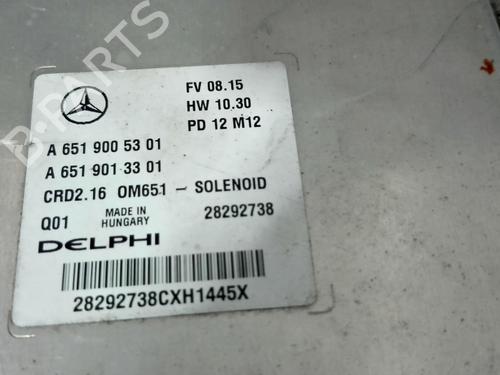 FV 08.15
HW 10.30
PD 12 M12
A 651 900 53 01
A 651 901 33 01
CRD2.16 OM651 - SOLENOID
Q01 MADE IN HUNGARY 28292738
DELPHI
28292738CXH1445X
B-PARTS